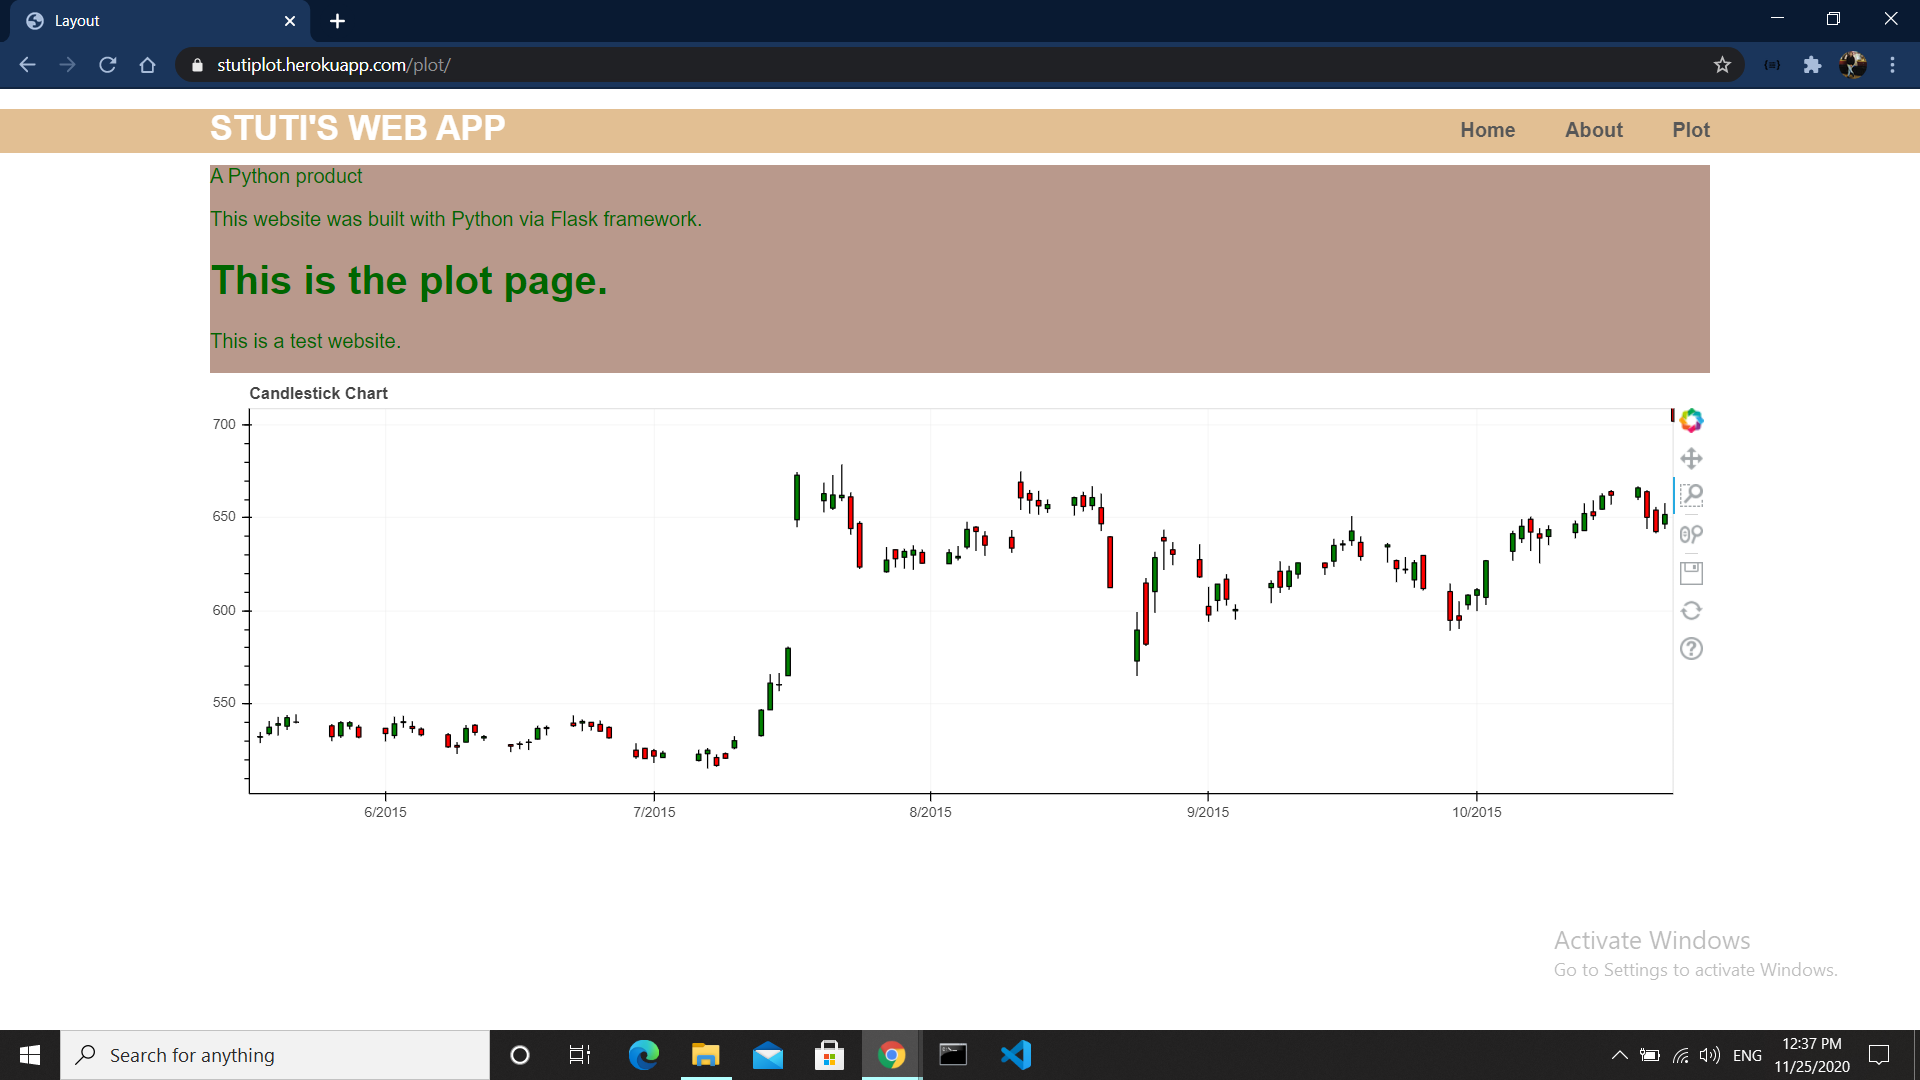 Layout
stutiplot.herokuapp.com/plot/
STUTI'S WEB APP
Home About Plot
A Python product
This website was built with Python via Flask framework.
This is the plot page.
This is a test website.
Candlestick Chart
700
650
600
550
6/2015 7/2015 8/2015 9/2015 10/2015
Activate Windows
Go to Settings to activate Windows.
Search for anything
ENG
12:37 PM
11/25/2020